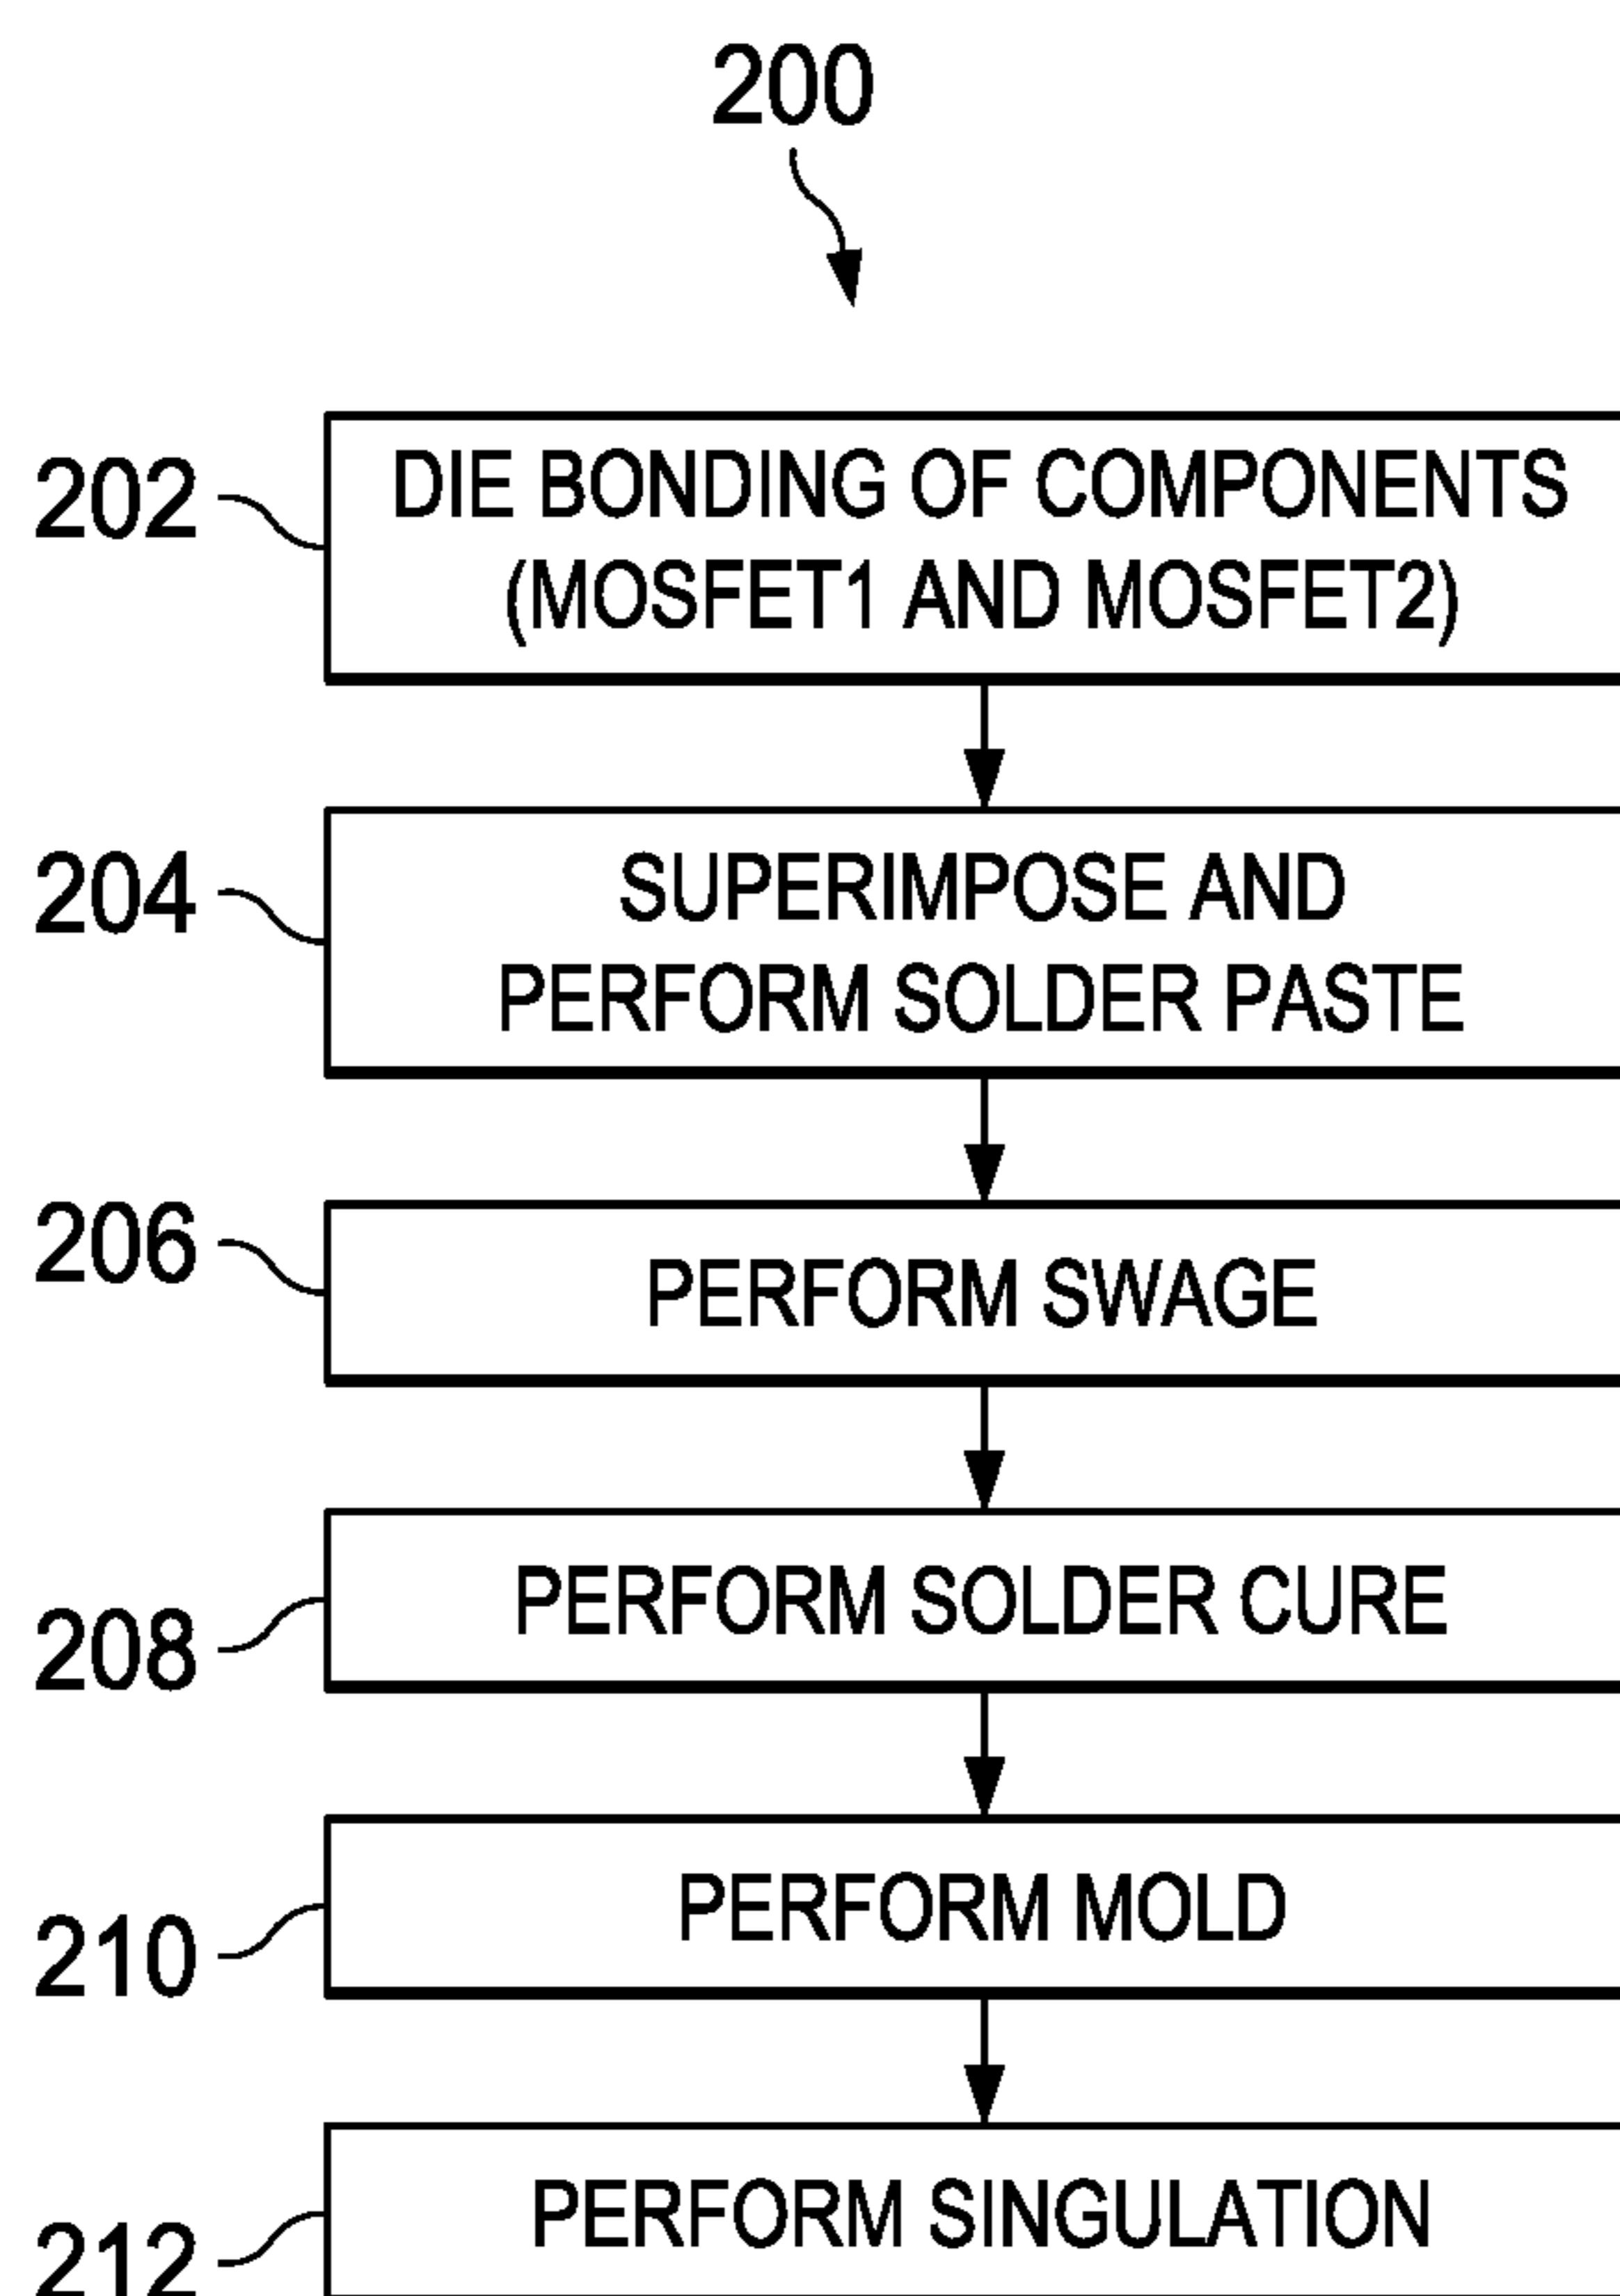 200
202
DIE BONDING OF COMPONENTS
(MOSFET1 AND MOSFET2)
204
SUPERIMPOSE AND
PERFORM SOLDER PASTE
206
PERFORM SWAGE
208
PERFORM SOLDER CURE
210
PERFORM MOLD
212
PERFORM SINGULATION